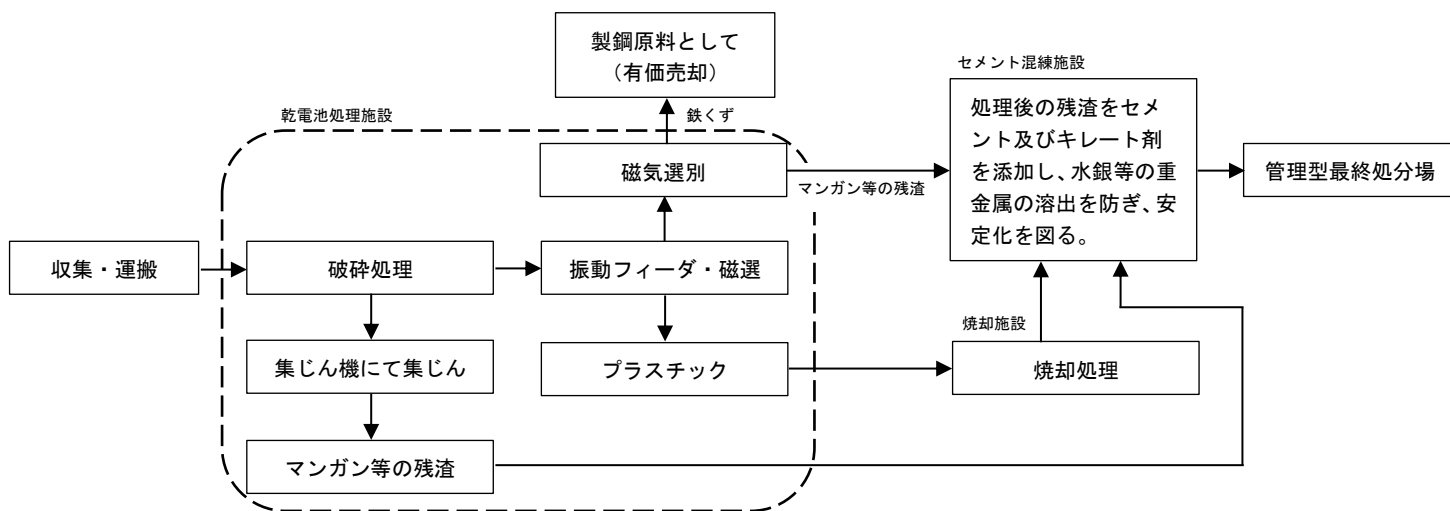 製鋼原料として
（有価売却）
セメント混練施設
乾電池処理施設
鉄くず
処理後の残渣をセメ
ント及びキレート剤
を添加し、水銀等の重
金属の溶出を防ぎ、安
定化を図る。
磁気選別
マンガン等の残渣
管理型最終処分場
収集・運搬
破砕処理
振動フィーダ・磁選
焼却施設
集じん機にて集じん
プラスチック
焼却処理
マンガン等の残渣